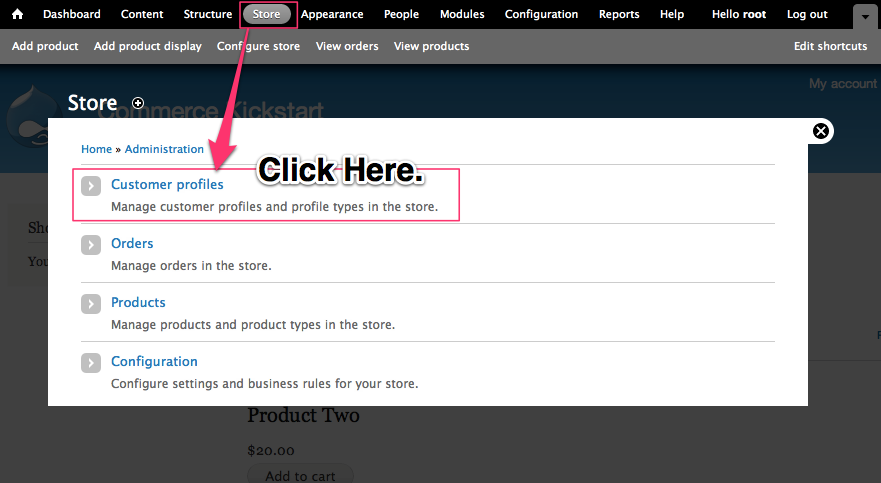 Dashboard Content Structure Store Appearance People Modules Configuration Reports Help Hello root Log out
Add product Add product display Configure store View orders View products Edit shortcuts
My account
Commerce Kickstart
Store
Home » Administration
Click Here.
Customer profiles
Manage customer profiles and profile types in the store.
Orders
Manage orders in the store.
Products
Manage products and product types in the store.
Configuration
Configure settings and business rules for your store.
Product Two
$20.00
Add to cart